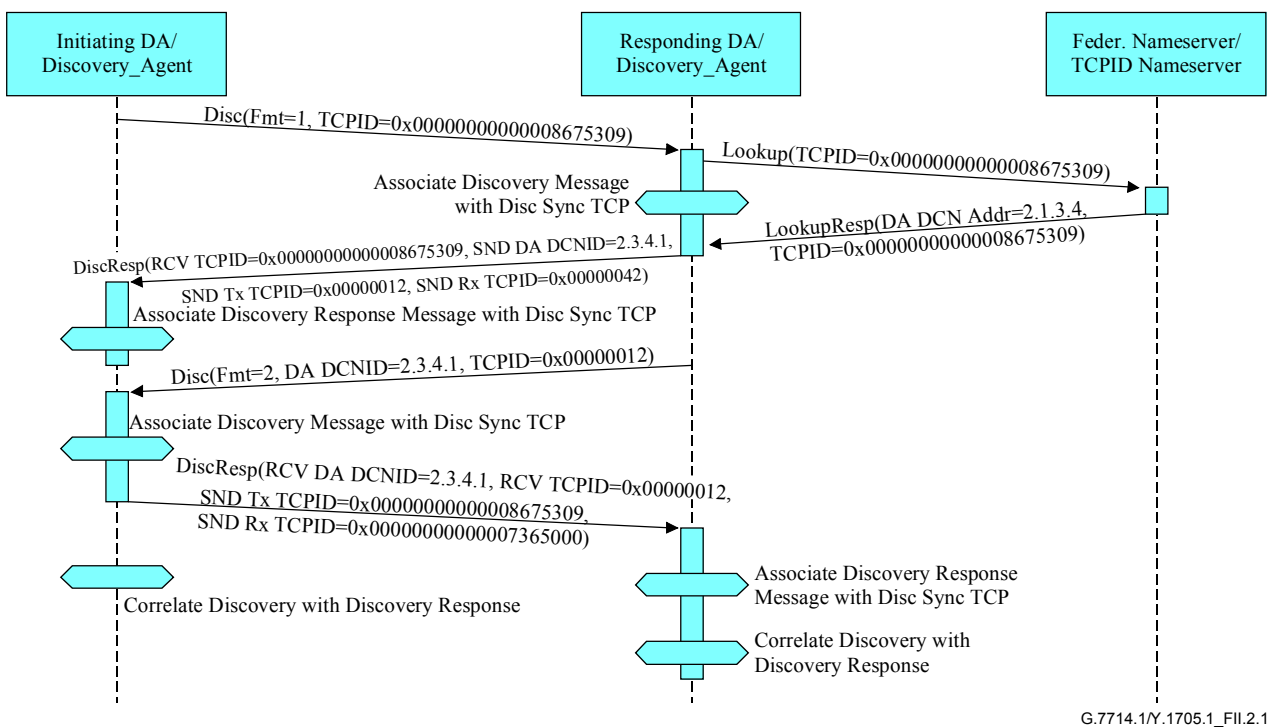 Initiating DA/
Discovery_Agent
Responding DA/
Discovery_Agent
Feder. Nameserver/
TCPID Nameserver
Disc(Fmt=1, TCPID=0x00000000000008675309)
Lookup(TCPID=0x00000000000008675309)
Associate Discovery Message
with Disc Sync TCP
LookupResp(DA DCN Addr=2.1.3.4,
TCPID=0x00000000000008675309)
DiscResp(RCV TCPID=0x00000000000008675309, SND DA DCNID=2.3.4.1,
SND Tx TCPID=0x00000012, SND Rx TCPID=0x00000042)
Associate Discovery Response Message with Disc Sync TCP
Disc(Fmt=2, DA DCNID=2.3.4.1, TCPID=0x00000012)
Associate Discovery Message with Disc Sync TCP
DiscResp(RCV DA DCNID=2.3.4.1, RCV TCPID=0x00000012,
SND Tx TCPID=0x00000000000008675309,
SND Rx TCPID=0x00000000000007365000)
Associate Discovery Response
Message with Disc Sync TCP
Correlate Discovery with Discovery Response
Correlate Discovery with
Discovery Response
G.7714.1/Y.1705.1_FII.2.1